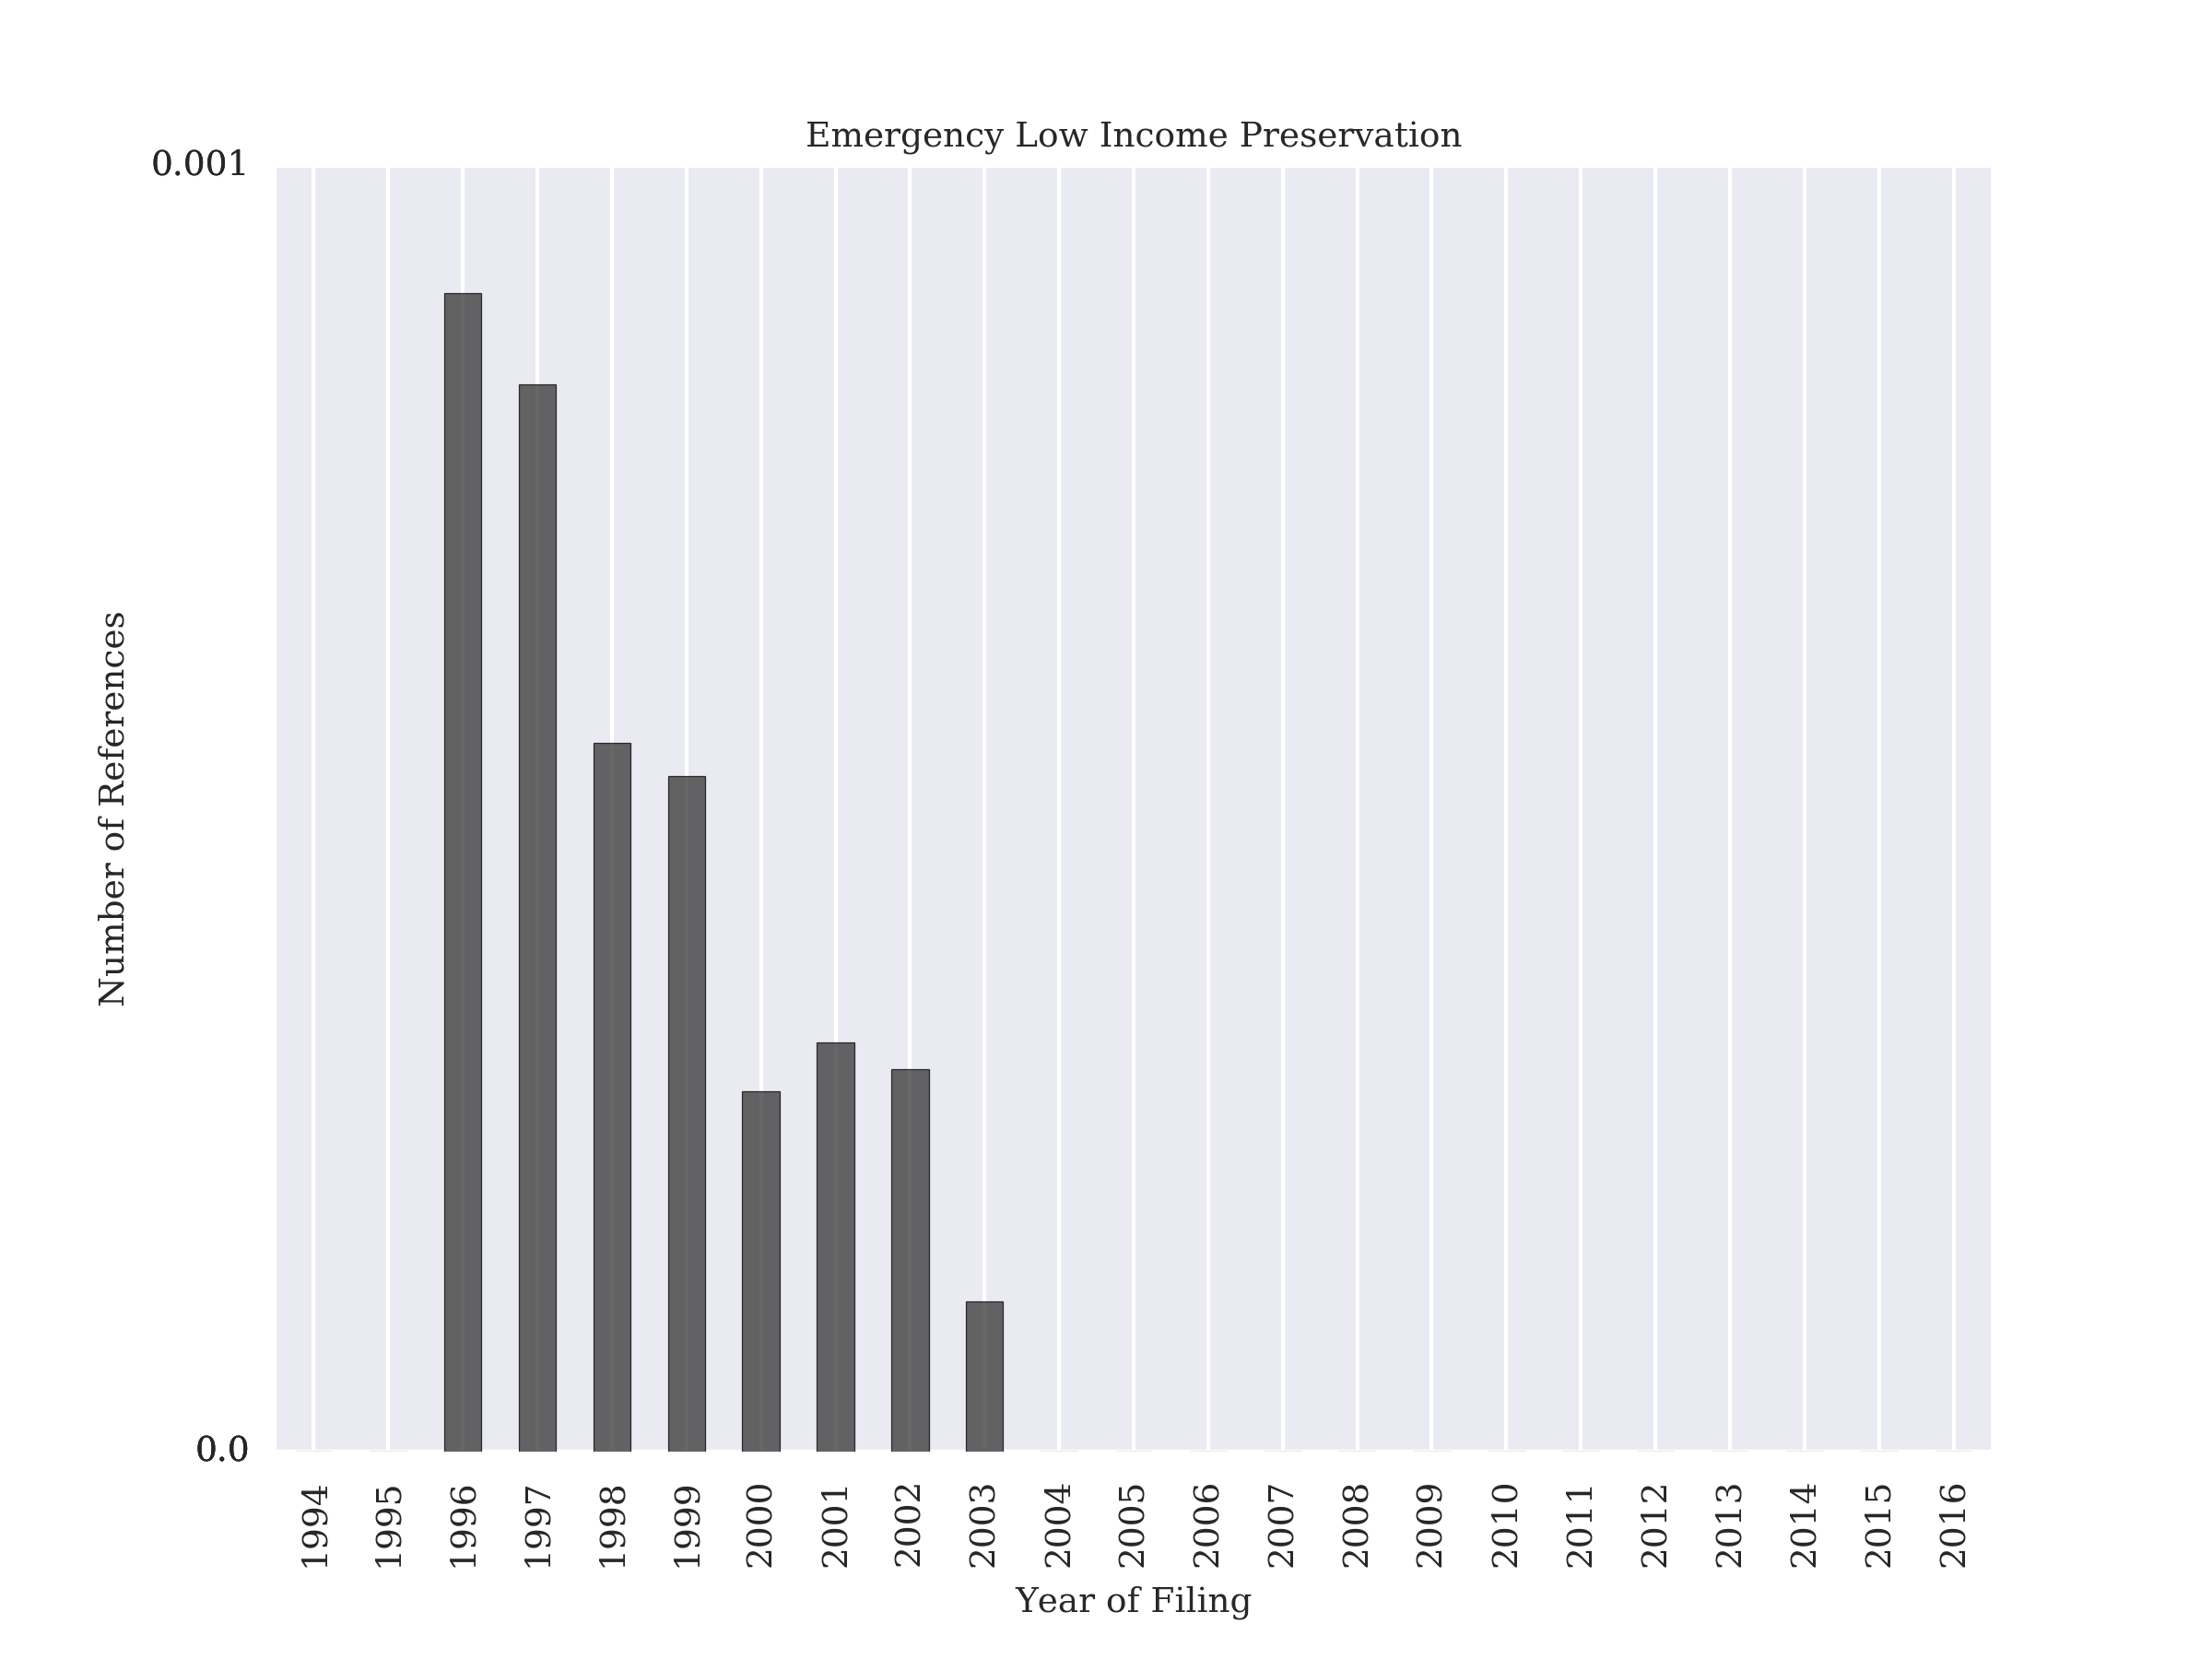 Emergency Low Income Preservation
0.001
Number of References
0.0
1994 1995 1996 1997 1998 1999 2000 2001 2002 2003 2004 2005 2006 2007 2008 2009 2010 2011 2012 2013 2014 2015 2016
Year of Filing